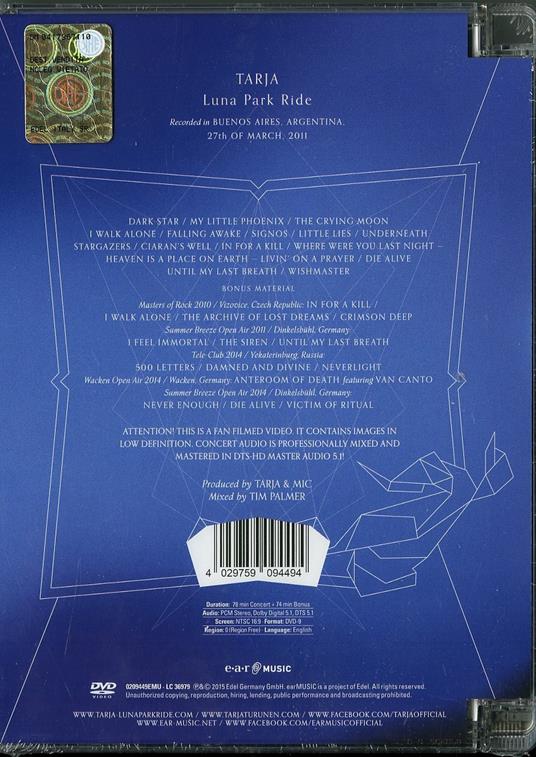 BEST.VENDITA
NOLEG.VIETATO
EDEL ITALY SR
TARJA
Luna Park Ride
Recorded in BUENOS AIRES, ARGENTINA,
27th OF MARCH, 2011
DARK STAR / MY LITTLE PHOENIX / THE CRYING MOON
I WALK ALONE / FALLING AWAKE / SIGNOS / LITTLE LIES / UNDERNEATH
STARGAZERS / CIARAN'S WELL / IN FOR A KILL / WHERE WERE YOU LAST NIGHT –
HEAVEN IS A PLACE ON EARTH – LIVIN' ON A PRAYER / DIE ALIVE
UNTIL MY LAST BREATH / WISHMASTER
BONUS MATERIAL
Masters of Rock 2010 / Vizovice, Czech Republic: IN FOR A KILL /
I WALK ALONE / THE ARCHIVE OF LOST DREAMS / CRIMSON DEEP
Summer Breeze Open Air 2011 / Dinkelsbühl, Germany:
I FEEL IMMORTAL / THE SIREN / UNTIL MY LAST BREATH
Tele-Club 2014 / Yekaterinburg, Russia:
500 LETTERS / DAMNED AND DIVINE / NEVERLIGHT
Wacken Open Air 2014 / Wacken, Germany: ANTEROOM OF DEATH featuring VAN CANTO
Summer Breeze Open Air 2014 / Dinkelsbühl, Germany:
NEVER ENOUGH / DIE ALIVE / VICTIM OF RITUAL
ATTENTION! THIS IS A FAN FILMED VIDEO. IT CONTAINS IMAGES IN
LOW DEFINITION. CONCERT AUDIO IS PROFESSIONALLY MIXED AND
MASTERED IN DTS-HD MASTER AUDIO 5.1!
Produced by TARJA & MIC
Mixed by TIM PALMER
4 029759 094494
Duration: 78 min Concert + 74 min Bonus
Audio: PCM Stereo, Dolby Digital 5.1, DTS 5.1
Screen: NTSC 16:9 · Format: DVD-9
Region: 0 (Region Free) · Language: English
e·a·r MUSIC
DVD VIDEO 0209449EMU · LC 36979 ℗&© 2015 Edel Germany GmbH. earMUSIC is a project of Edel. All rights reserved.
Unauthorized copying, reproduction, hiring, lending, public performance and broadcasting prohibited.
WWW.TARJA-LUNAPARKRIDE.COM / WWW.TARJATURUNEN.COM / WWW.FACEBOOK.COM/TARJAOFFICIAL
WWW.EAR-MUSIC.NET / WWW.FACEBOOK.COM/EARMUSICOFFICIAL